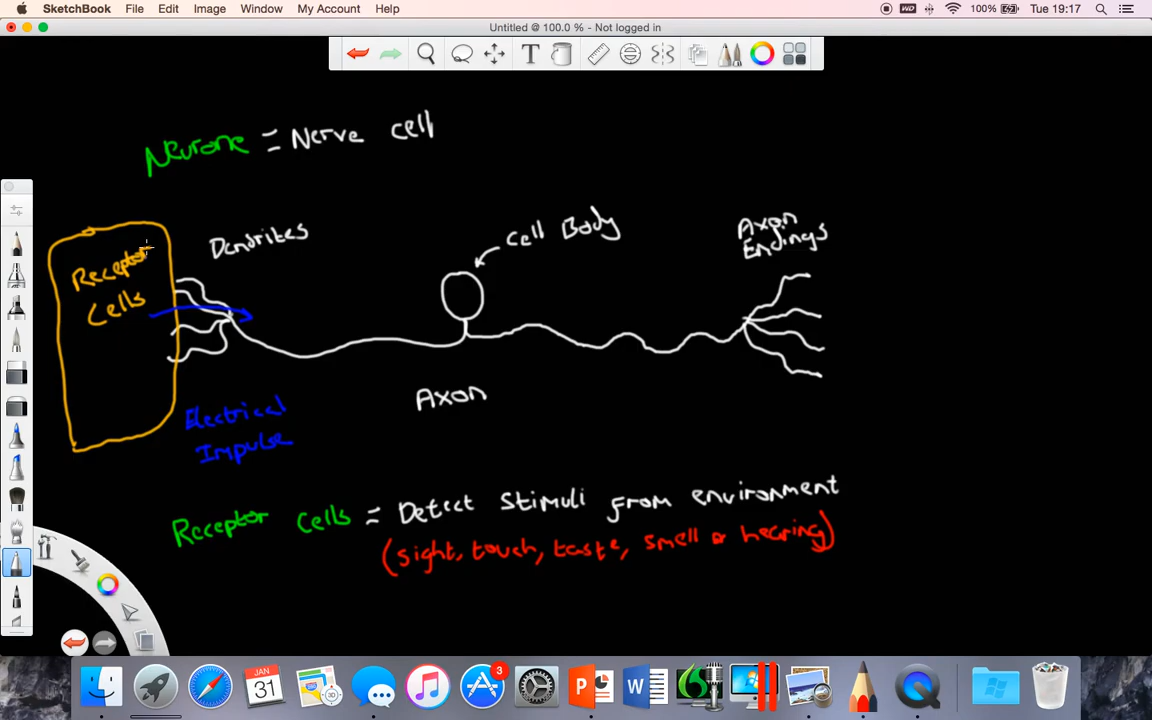 SketchBook File Edit Image Window My Account Help
100% Tue 19:17
Untitled @ 100.0 % - Not logged in
T
Neurone = Nerve cell
Receptor
Cells
Dendrites
Cell Body
Axon
Endings
Axon
Electrical
Impulse
Receptor Cells = Detect Stimuli from environment
(sight, touch, taste, smell & hearing)
JAN
31
3D
3
P
W